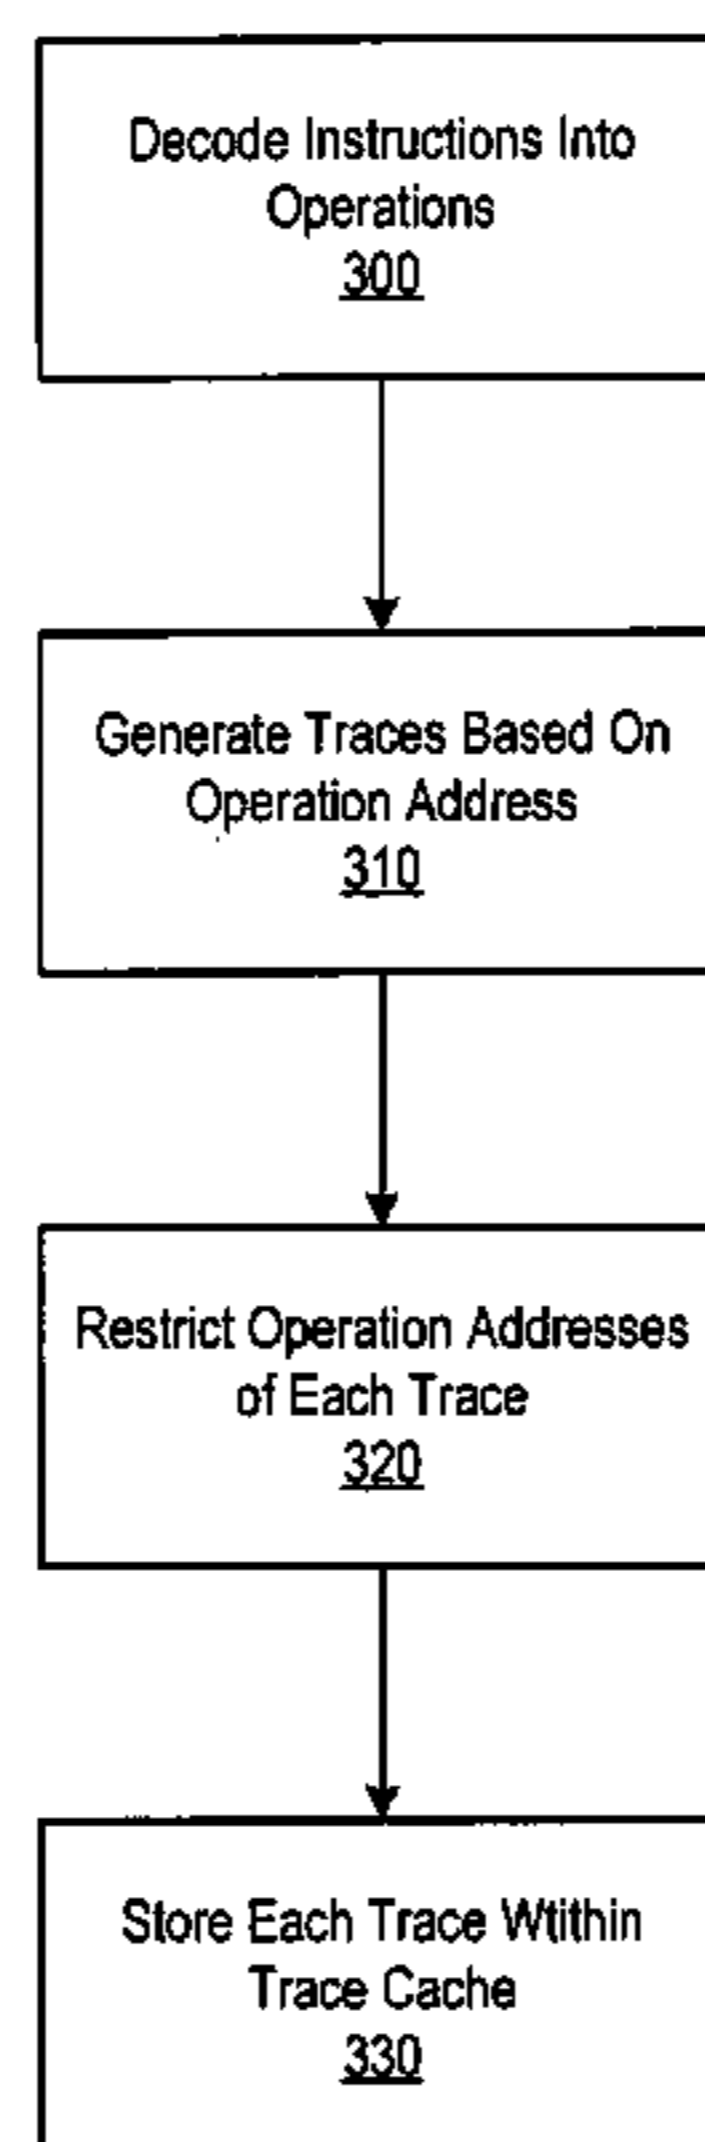 Decode Instructions Into
Operations
300
Generate Traces Based On
Operation Address
310
Restrict Operation Addresses
of Each Trace
320
Store Each Trace Wtithin
Trace Cache
330